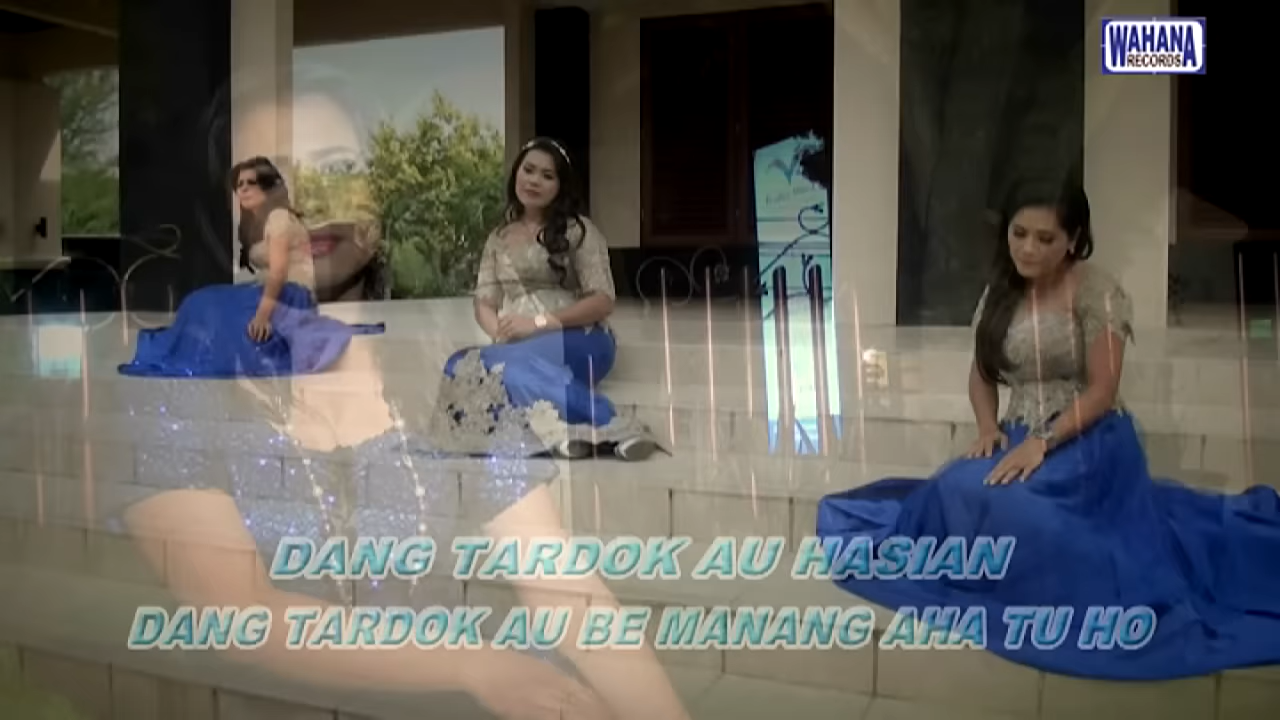 WAHANA
RECORDS
DANG TARDOK AU HASIAN
DANG TARDOK AU BE MANANG AHA TU HO